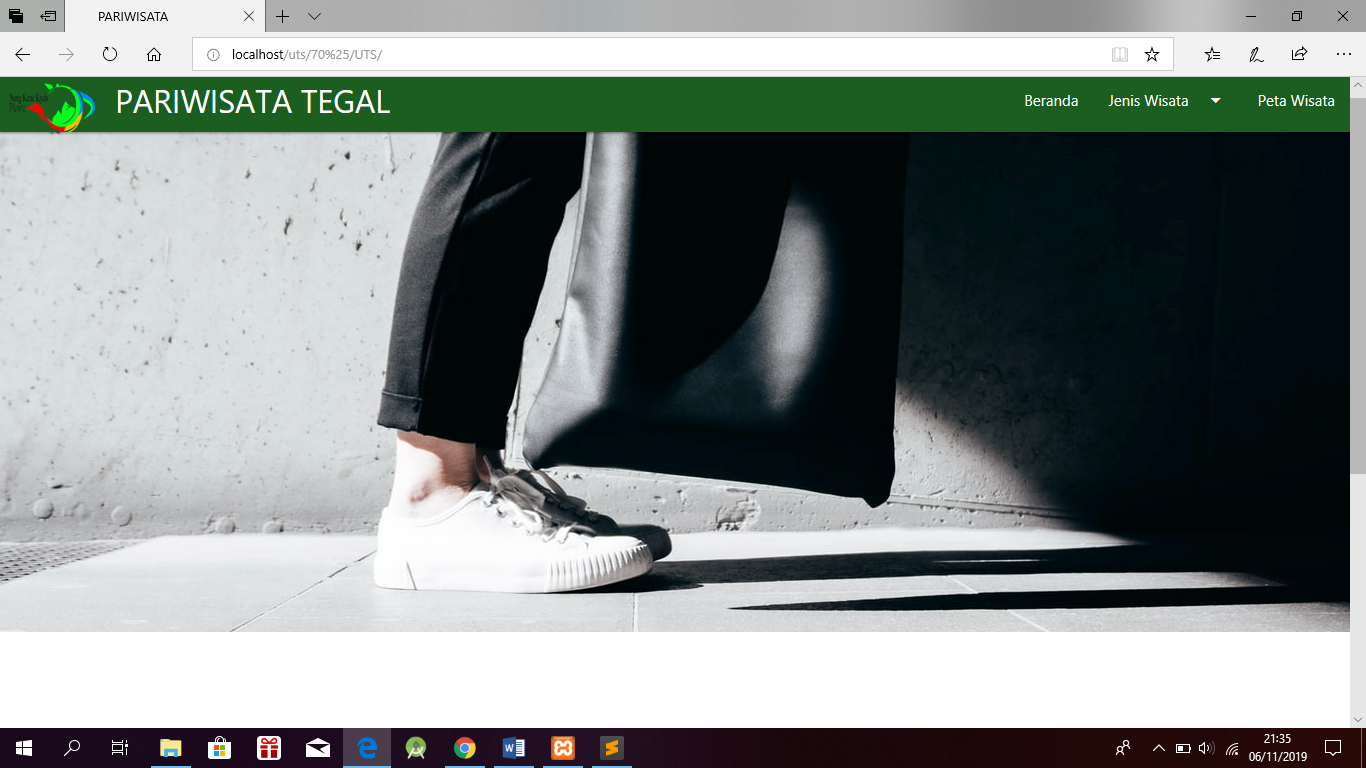 PARIWISATA
localhost/uts/70%25/UTS/
PARIWISATA TEGAL
Beranda Jenis Wisata Peta Wisata
21:35
06/11/2019